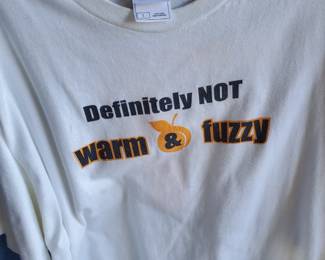 Definitely NOT
warm & fuzzy